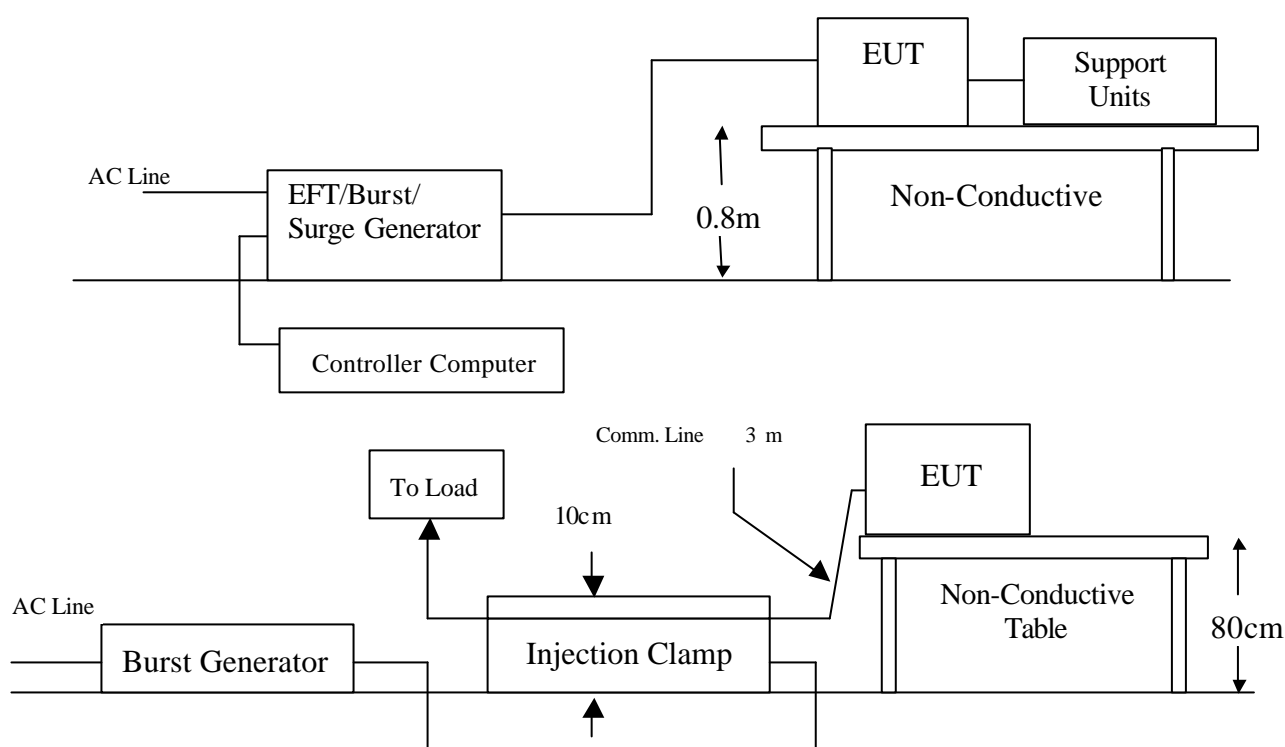 EUT
Support
Units
AC Line
EFT/Burst/
Surge Generator
Non-Conductive
0.8m
Controller Computer
Comm. Line 3 m
To Load
EUT
10cm
AC Line
Non-Conductive
Table
80cm
Burst Generator
Injection Clamp